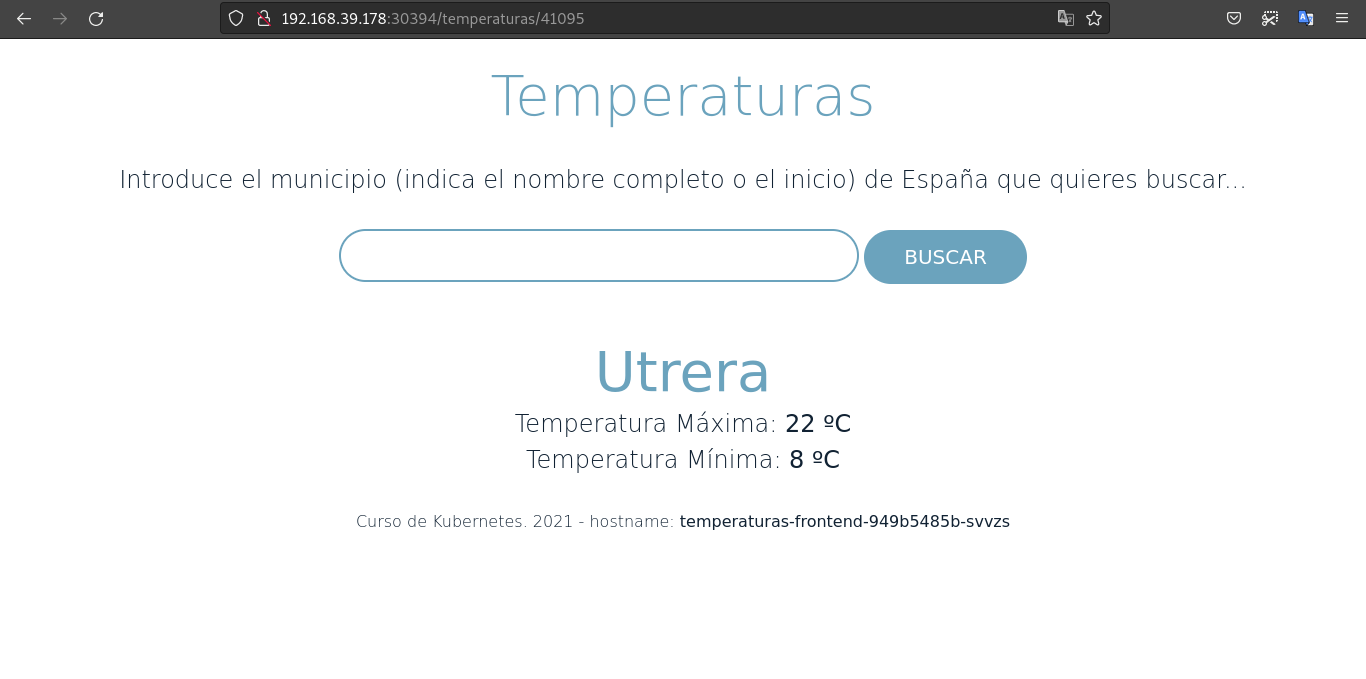 192.168.39.178:30394/temperaturas/41095
Temperaturas
Introduce el municipio (indica el nombre completo o el inicio) de España que quieres buscar...
BUSCAR
Utrera
Temperatura Máxima: 22 ºC
Temperatura Mínima: 8 ºC
Curso de Kubernetes. 2021 - hostname: temperaturas-frontend-949b5485b-svvzs